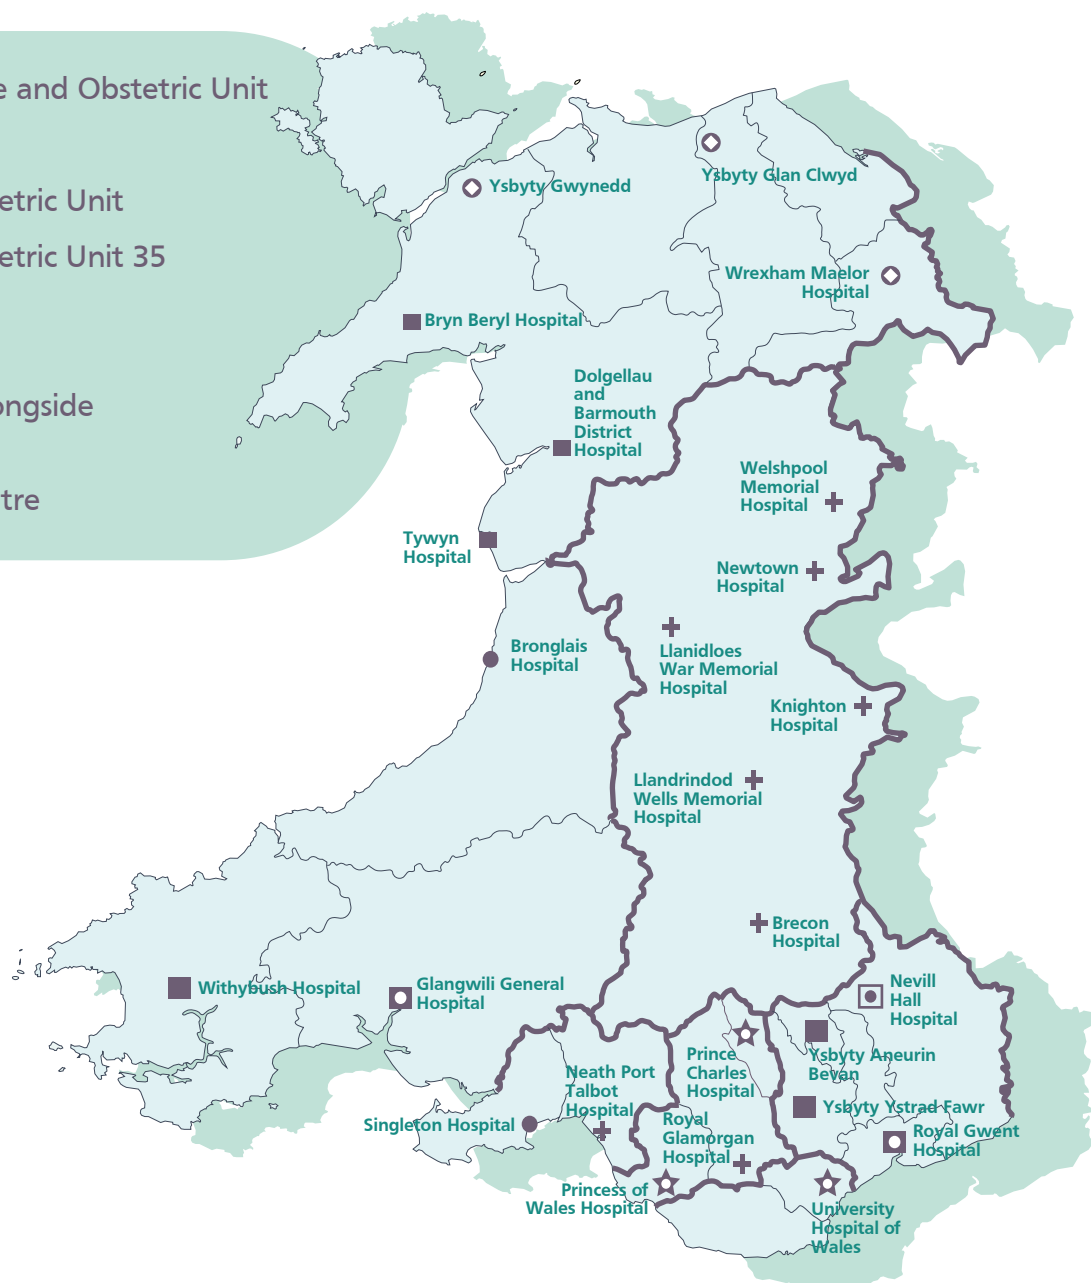 e and Obstetric Unit
etric Unit
etric Unit 35
ongside
tre
Ysbyty Gwynedd
Ysbyty Glan Clwyd
Wrexham Maelor
Hospital
Bryn Beryl Hospital
Dolgellau
and
Barmouth
District
Hospital
Welshpool
Memorial
Hospital
Tywyn
Hospital
Newtown
Hospital
Bronglais
Hospital
Llanidloes
War Memorial
Hospital
Knighton
Hospital
Llandrindod
Wells Memorial
Hospital
Brecon
Hospital
Withybush Hospital
Glangwili General
Hospital
Nevill
Hall
Hospital
Prince
Charles
Hospital
Ysbyty Aneurin
Bevan
Neath Port
Talbot
Hospital
Ysbyty Ystrad Fawr
Singleton Hospital
Royal
Glamorgan
Hospital
Royal Gwent
Hospital
Princess of
Wales Hospital
University
Hospital of
Wales